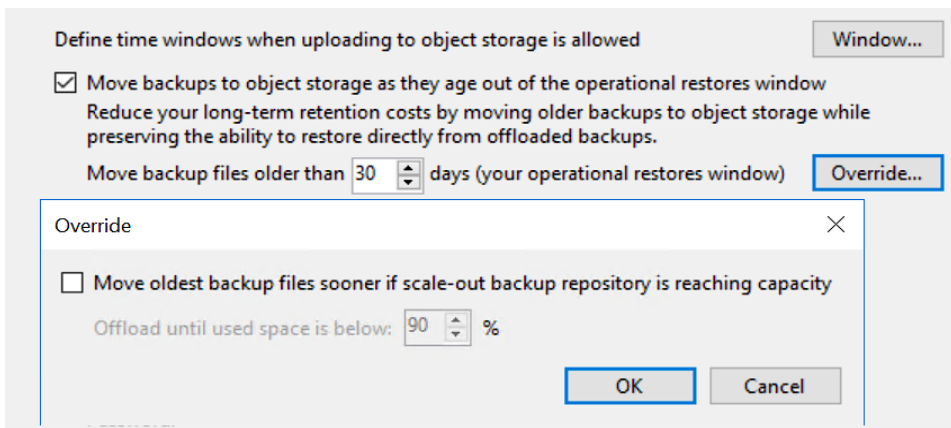 Define time windows when uploading to object storage is allowed Window...
Move backups to object storage as they age out of the operational restores window
Reduce your long-term retention costs by moving older backups to object storage while
preserving the ability to restore directly from offloaded backups.
Move backup files older than 30 days (your operational restores window) Override...
Override
Move oldest backup files sooner if scale-out backup repository is reaching capacity
Offload until used space is below: 90 %
OK Cancel